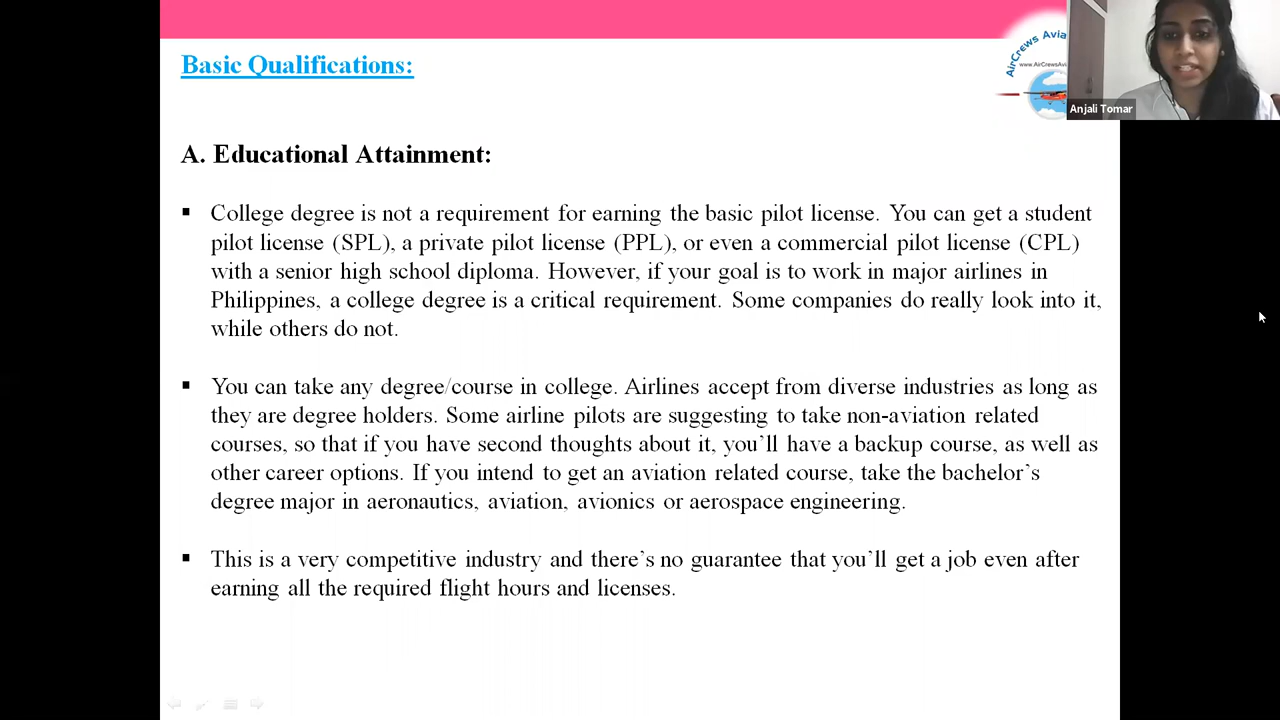 Basic Qualifications:
AirCrews Avia
www.AirCrewsAvi
Anjali Tomar
A. Educational Attainment:
▪ College degree is not a requirement for earning the basic pilot license. You can get a student
pilot license (SPL), a private pilot license (PPL), or even a commercial pilot license (CPL)
with a senior high school diploma. However, if your goal is to work in major airlines in
Philippines, a college degree is a critical requirement. Some companies do really look into it,
while others do not.
▪ You can take any degree/course in college. Airlines accept from diverse industries as long as
they are degree holders. Some airline pilots are suggesting to take non-aviation related
courses, so that if you have second thoughts about it, you’ll have a backup course, as well as
other career options. If you intend to get an aviation related course, take the bachelor’s
degree major in aeronautics, aviation, avionics or aerospace engineering.
▪ This is a very competitive industry and there’s no guarantee that you’ll get a job even after
earning all the required flight hours and licenses.